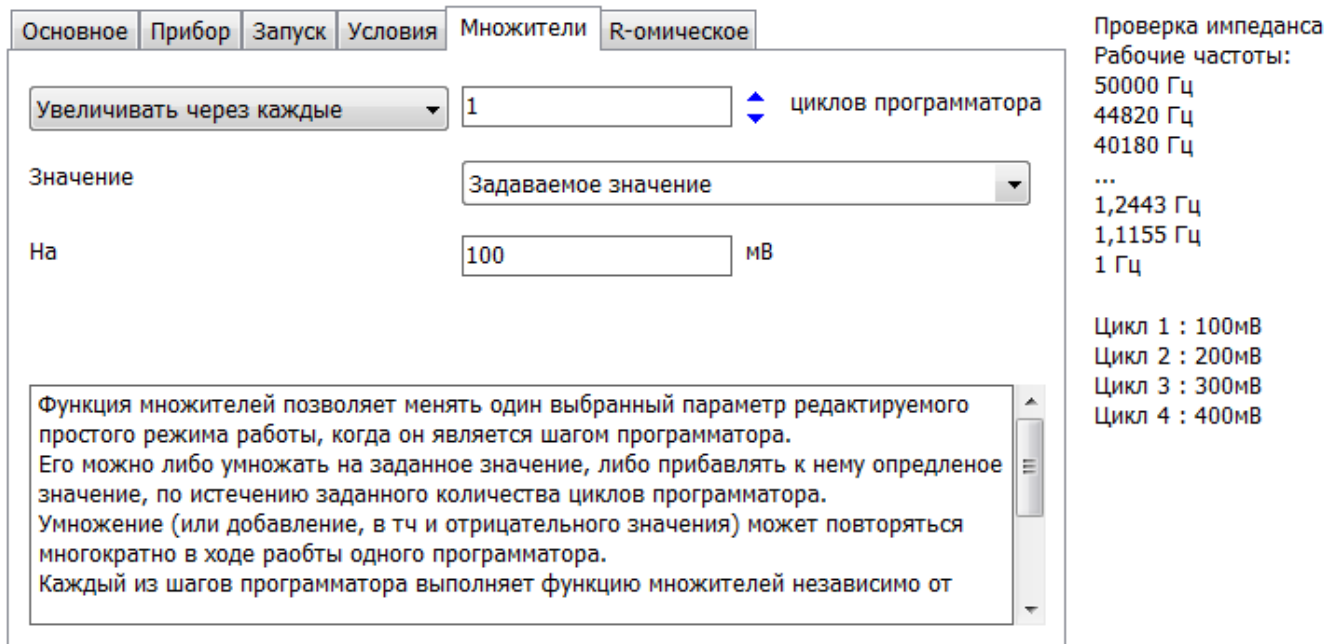 Основное Прибор Запуск Условия Множители R-омическое
Увеличивать через каждые 1 циклов программатора
Значение Задаваемое значение
На 100 мВ
Функция множителей позволяет менять один выбранный параметр редактируемого
простого режима работы, когда он является шагом программатора.
Его можно либо умножать на заданное значение, либо прибавлять к нему опредленое
значение, по истечению заданного количества циклов программатора.
Умножение (или добавление, в тч и отрицательного значения) может повторяться
многократно в ходе раобты одного программатора.
Каждый из шагов программатора выполняет функцию множителей независимо от
Проверка импеданса
Рабочие частоты:
50000 Гц
44820 Гц
40180 Гц
...
1,2443 Гц
1,1155 Гц
1 Гц
Цикл 1 : 100мВ
Цикл 2 : 200мВ
Цикл 3 : 300мВ
Цикл 4 : 400мВ